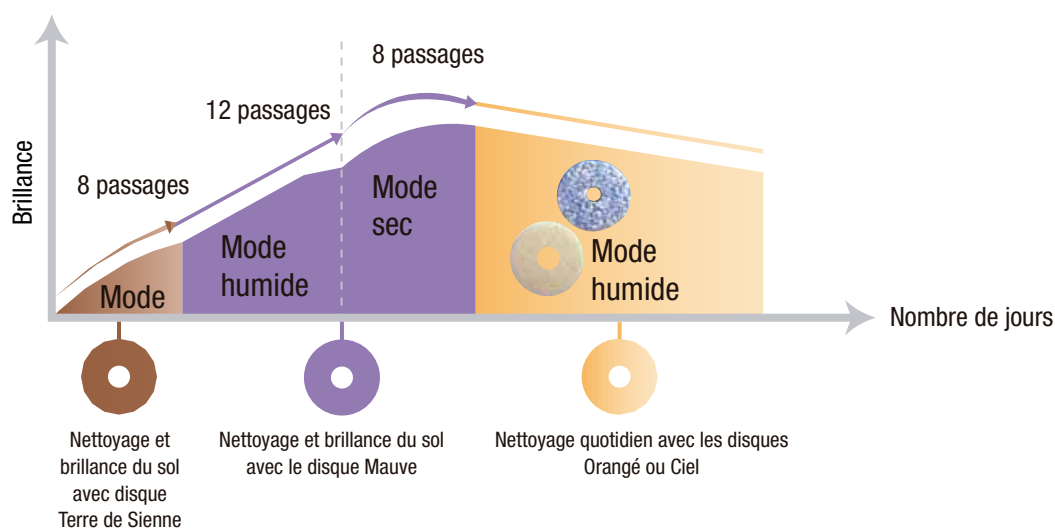 Brillance
8 passages
12 passages
8 passages
Mode
Mode
humide
Mode
sec
Mode
humide
Nombre de jours
Nettoyage et
brillance du sol
avec disque
Terre de Sienne
Nettoyage et brillance du sol
avec le disque Mauve
Nettoyage quotidien avec les disques
Orangé ou Ciel